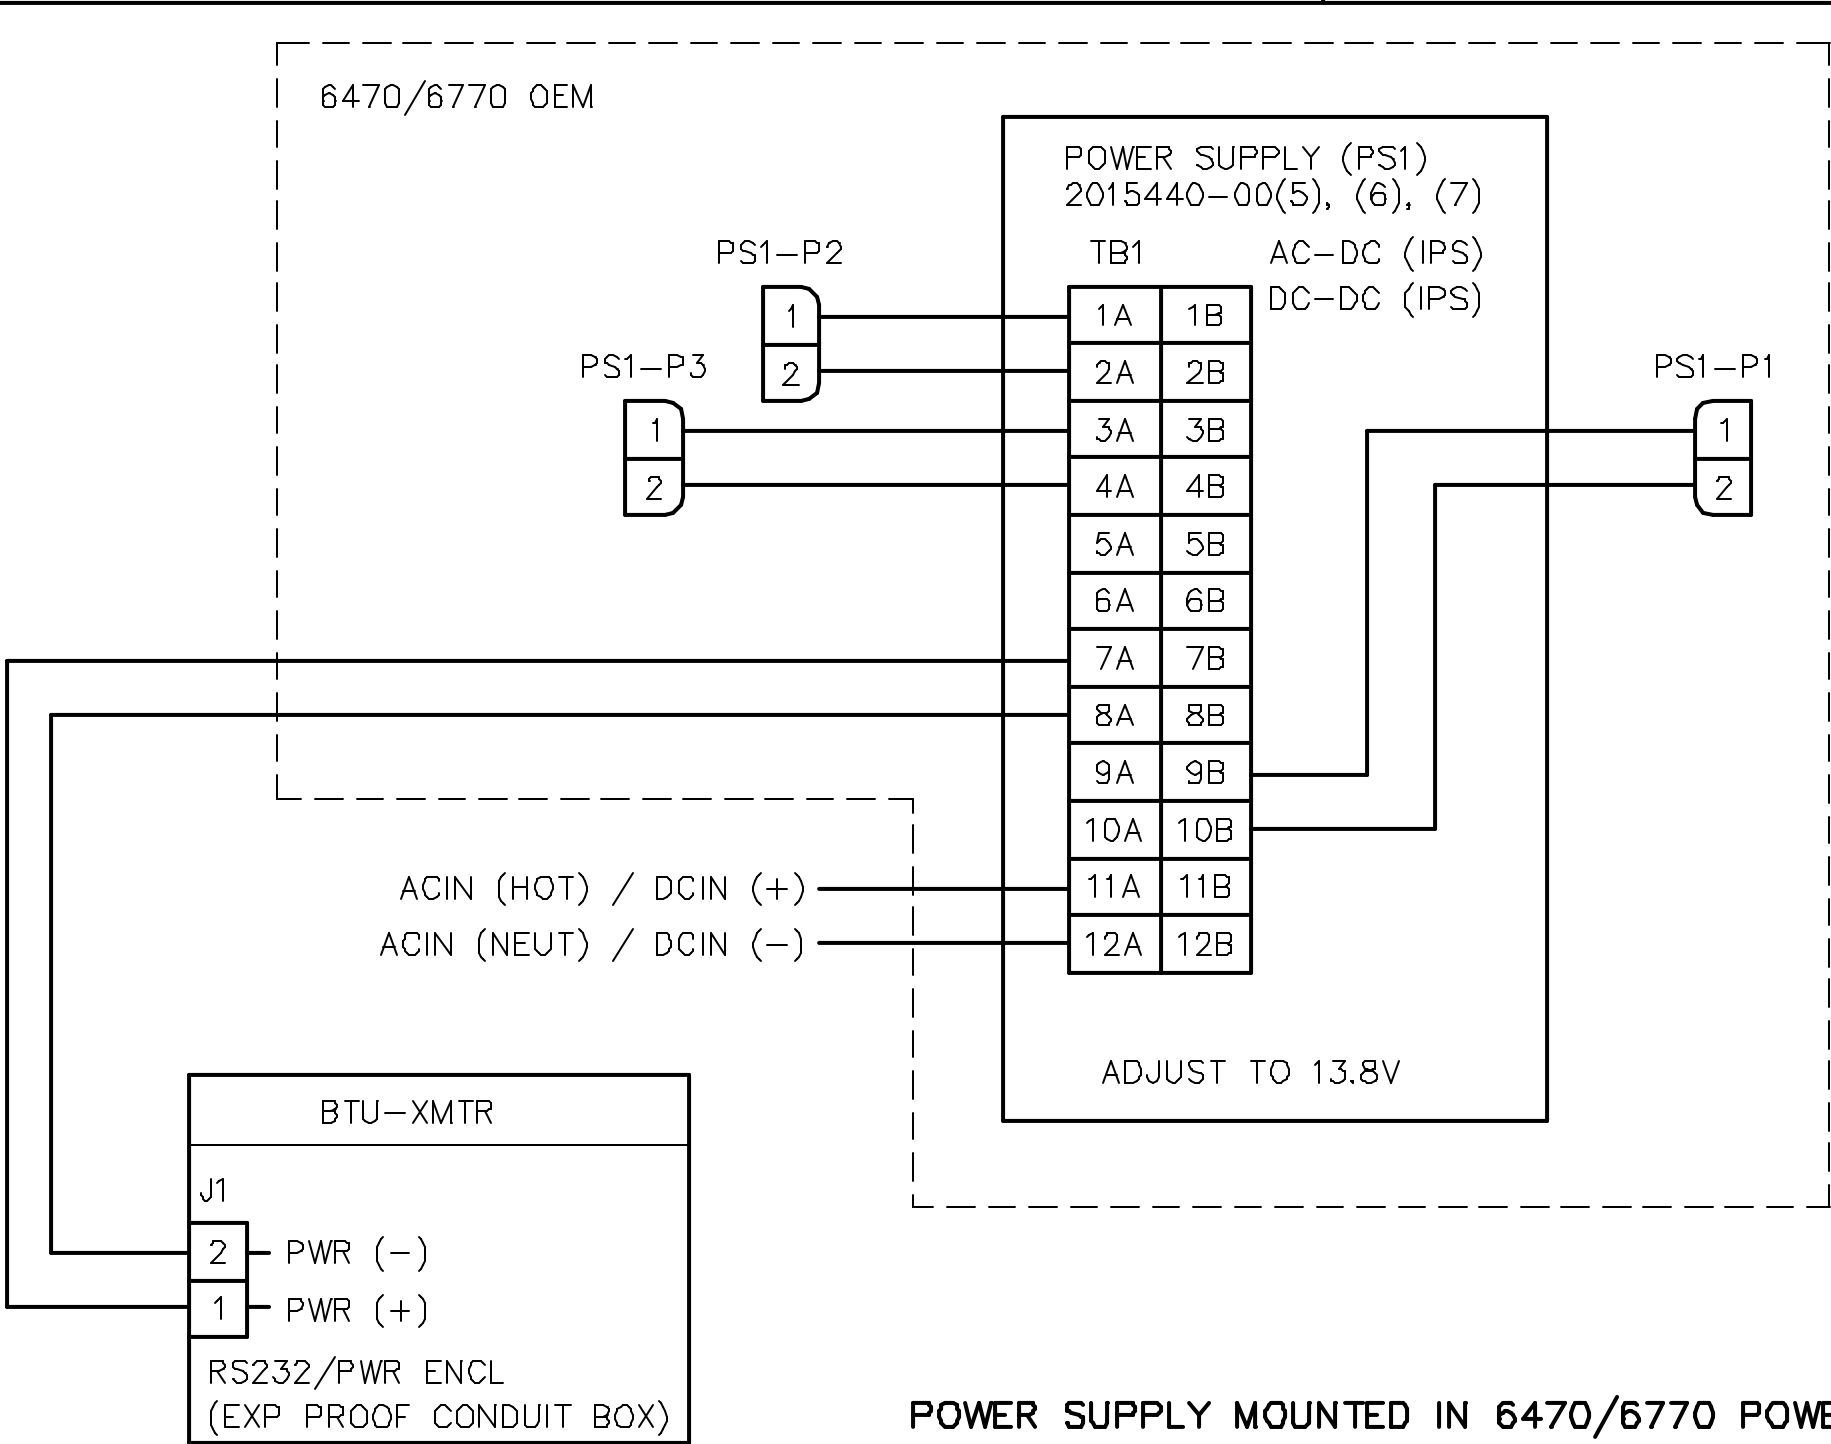 6470/6770 OEM
POWER SUPPLY (PS1)
2015440-00(5), (6), (7)
PS1-P2
TB1
AC-DC (IPS)
DC-DC (IPS)
1
2
1A 1B
2A 2B
3A 3B
4A 4B
5A 5B
6A 6B
7A 7B
8A 8B
9A 9B
10A 10B
11A 11B
12A 12B
PS1-P3
1
2
PS1-P1
1
2
ACIN (HOT) / DCIN (+)
ACIN (NEUT) / DCIN (-)
ADJUST TO 13.8V
BTU-XMTR
J1
2 PWR (-)
1 PWR (+)
RS232/PWR ENCL
(EXP PROOF CONDUIT BOX)
POWER SUPPLY MOUNTED IN 6470/6770